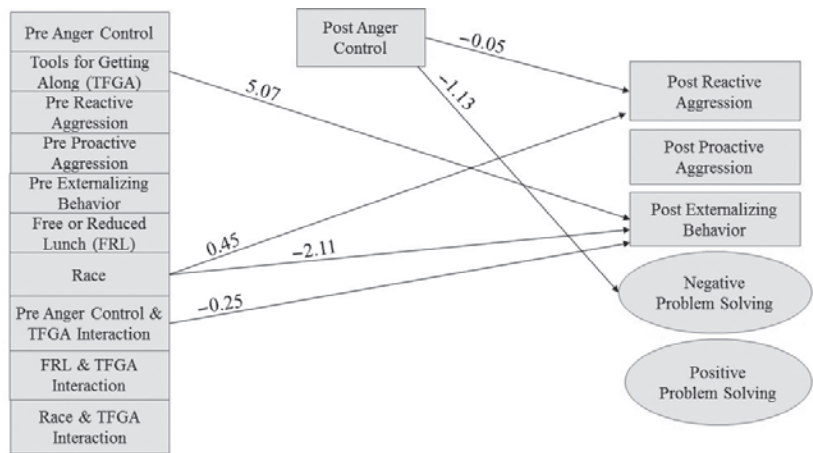 Pre Anger Control
Tools for Getting
Along (TFGA)
Pre Reactive
Aggression
Pre Proactive
Aggression
Pre Externalizing
Behavior
Free or Reduced
Lunch (FRL)
Race
Pre Anger Control &
TFGA Interaction
FRL & TFGA
Interaction
Race & TFGA
Interaction
Post Anger
Control
−0.05
−1.13
5.07
0.45
−2.11
−0.25
Post Reactive
Aggression
Post Proactive
Aggression
Post Externalizing
Behavior
Negative
Problem Solving
Positive
Problem Solving